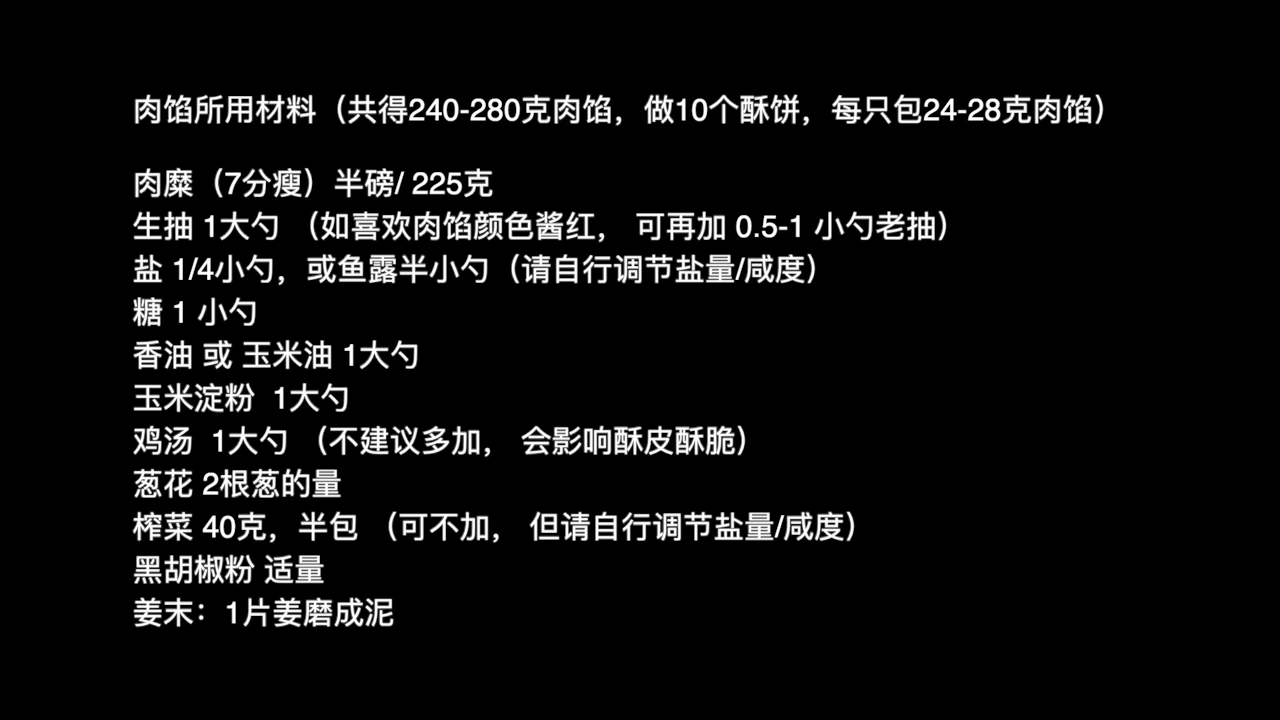 肉馅所用材料（共得240-280克肉馅，做10个酥饼，每只包24-28克肉馅）
肉糜（7分瘦）半磅/ 225克
生抽 1大勺 （如喜欢肉馅颜色酱红， 可再加 0.5-1 小勺老抽）
盐 1/4小勺，或鱼露半小勺（请自行调节盐量/咸度）
糖 1 小勺
香油 或 玉米油 1大勺
玉米淀粉  1大勺
鸡汤  1大勺 （不建议多加， 会影响酥皮酥脆）
葱花 2根葱的量
榨菜 40克，半包 （可不加， 但请自行调节盐量/咸度）
黑胡椒粉 适量
姜末：1片姜磨成泥